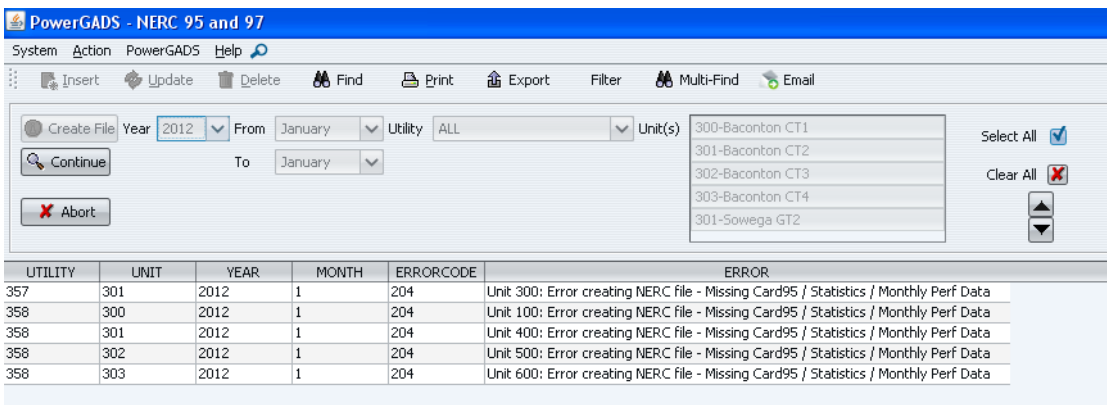 PowerGADS - NERC 95 and 97
System Action PowerGADS Help
Insert Update Delete Find Print Export Filter Multi-Find Email
Create File Year 2012 From January Utility ALL Unit(s) 300-Baconton CT1
301-Baconton CT2
Select All
Continue To January
302-Baconton CT3
Clear All
303-Baconton CT4
Abort
301-Sowega GT2
UTILITY UNIT YEAR MONTH ERRORCODE ERROR
357 301 2012 1 204 Unit 300: Error creating NERC file - Missing Card95 / Statistics / Monthly Perf Data
358 300 2012 1 204 Unit 100: Error creating NERC file - Missing Card95 / Statistics / Monthly Perf Data
358 301 2012 1 204 Unit 400: Error creating NERC file - Missing Card95 / Statistics / Monthly Perf Data
358 302 2012 1 204 Unit 500: Error creating NERC file - Missing Card95 / Statistics / Monthly Perf Data
358 303 2012 1 204 Unit 600: Error creating NERC file - Missing Card95 / Statistics / Monthly Perf Data